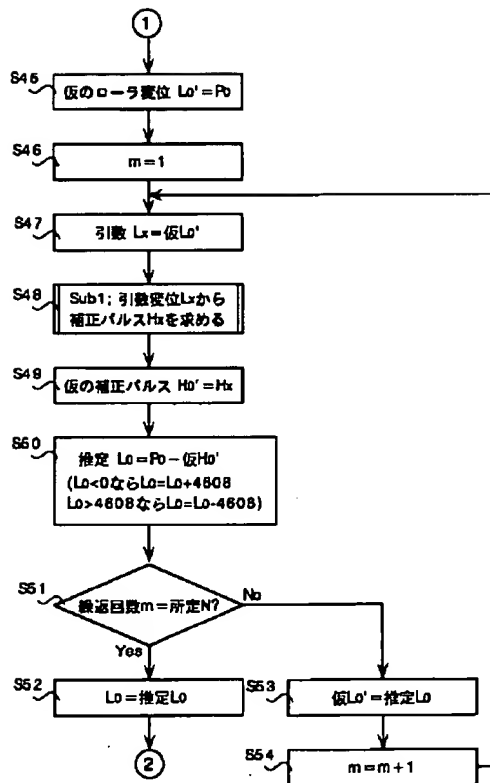 1
S45
仮のローラ変位 Lo'=Po
S46
m=1
S47
引数 Lx=仮Lo'
S48
Sub1; 引数変位Lxから
補正パルスHxを求める
S49
仮の補正パルス Ho'=Hx
S50
推定 Lo=Po-仮Ho'
(Lo<0ならLo=Lo+4608
Lo>4608ならLo=Lo-4608)
S51
繰返回数m=所定N?
No
Yes
S52
Lo=推定Lo
S53
仮Lo'=推定Lo
2
S54
m=m+1